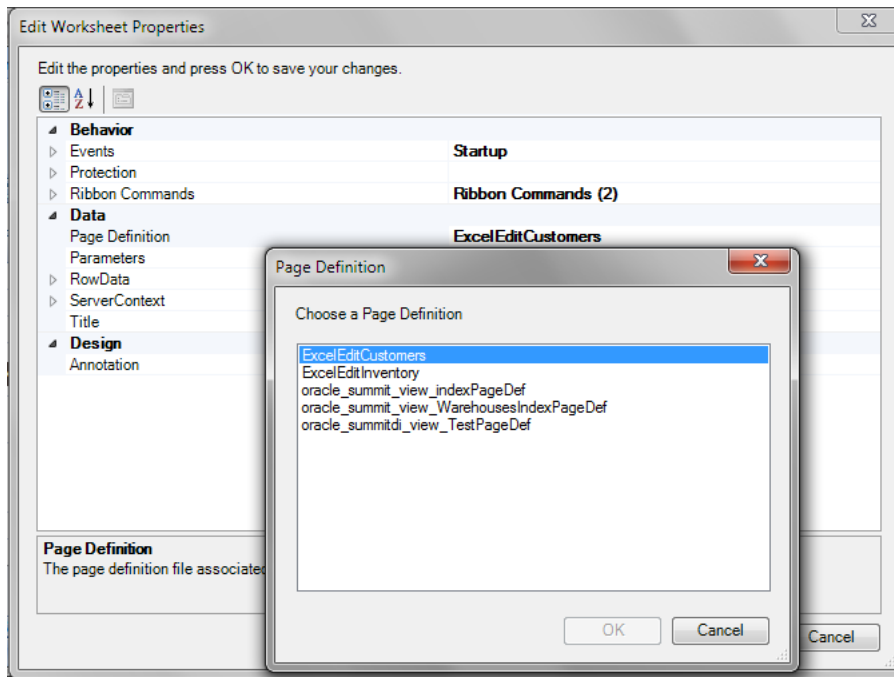 Edit Worksheet Properties
Edit the properties and press OK to save your changes.
Behavior
Events Startup
Protection
Ribbon Commands Ribbon Commands (2)
Data
Page Definition ExcelEditCustomers
Parameters
RowData
ServerContext
Title
Design
Annotation
Page Definition
The page definition file associated
Cancel
Page Definition
Choose a Page Definition
ExcelEditCustomers
ExcelEditInventory
oracle_summit_view_indexPageDef
oracle_summit_view_WarehousesIndexPageDef
oracle_summitdi_view_TestPageDef
OK Cancel